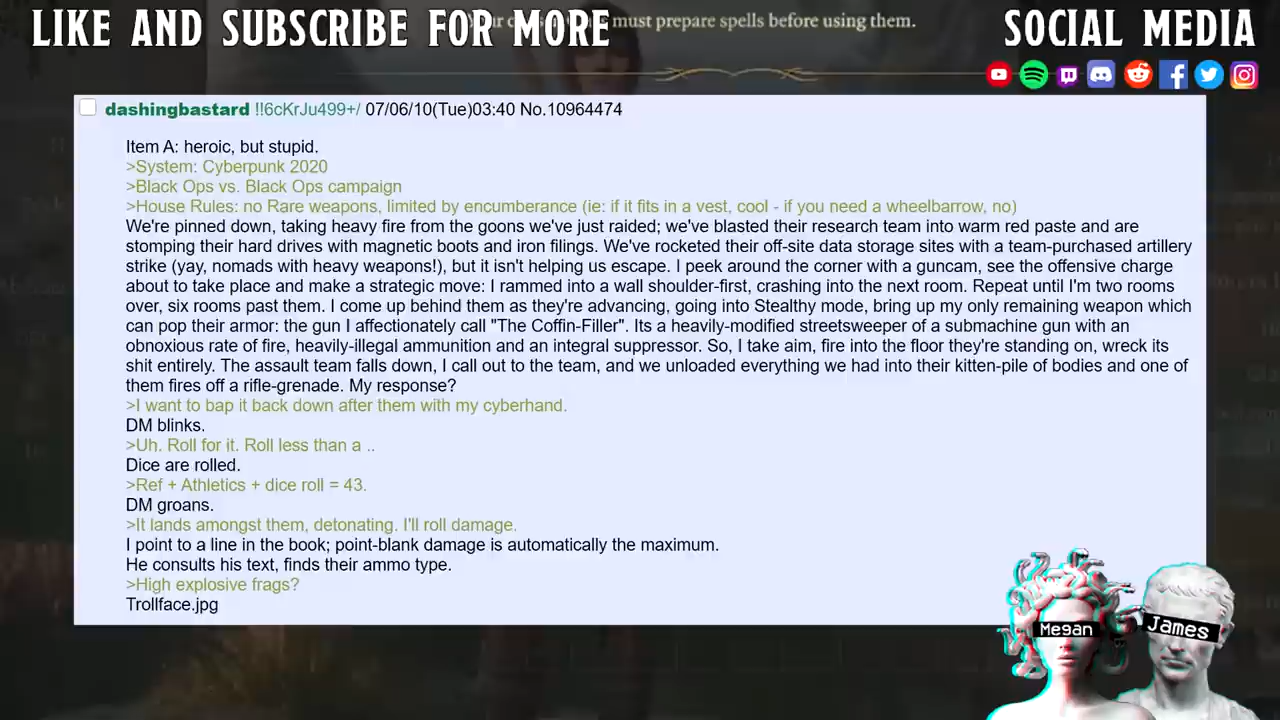 LIKE AND SUBSCRIBE FOR MORE
must prepare spells before using them.
SOCIAL MEDIA
dashingbastard !!6cKrJu499+/ 07/06/10(Tue)03:40 No.10964474
Item A: heroic, but stupid.
>System: Cyberpunk 2020
>Black Ops vs. Black Ops campaign
>House Rules: no Rare weapons, limited by encumberance (ie: if it fits in a vest, cool - if you need a wheelbarrow, no)
We're pinned down, taking heavy fire from the goons we've just raided; we've blasted their research team into warm red paste and are
stomping their hard drives with magnetic boots and iron filings. We've rocketed their off-site data storage sites with a team-purchased artillery
strike (yay, nomads with heavy weapons!), but it isn't helping us escape. I peek around the corner with a guncam, see the offensive charge
about to take place and make a strategic move: I rammed into a wall shoulder-first, crashing into the next room. Repeat until I'm two rooms
over, six rooms past them. I come up behind them as they're advancing, going into Stealthy mode, bring up my only remaining weapon which
can pop their armor: the gun I affectionately call "The Coffin-Filler". Its a heavily-modified streetsweeper of a submachine gun with an
obnoxious rate of fire, heavily-illegal ammunition and an integral suppressor. So, I take aim, fire into the floor they're standing on, wreck its
shit entirely. The assault team falls down, I call out to the team, and we unloaded everything we had into their kitten-pile of bodies and one of
them fires off a rifle-grenade. My response?
>I want to bap it back down after them with my cyberhand.
DM blinks.
>Uh. Roll for it. Roll less than a ..
Dice are rolled.
>Ref + Athletics + dice roll = 43.
DM groans.
>It lands amongst them, detonating. I'll roll damage.
I point to a line in the book; point-blank damage is automatically the maximum.
He consults his text, finds their ammo type.
>High explosive frags?
Trollface.jpg
Megan
James